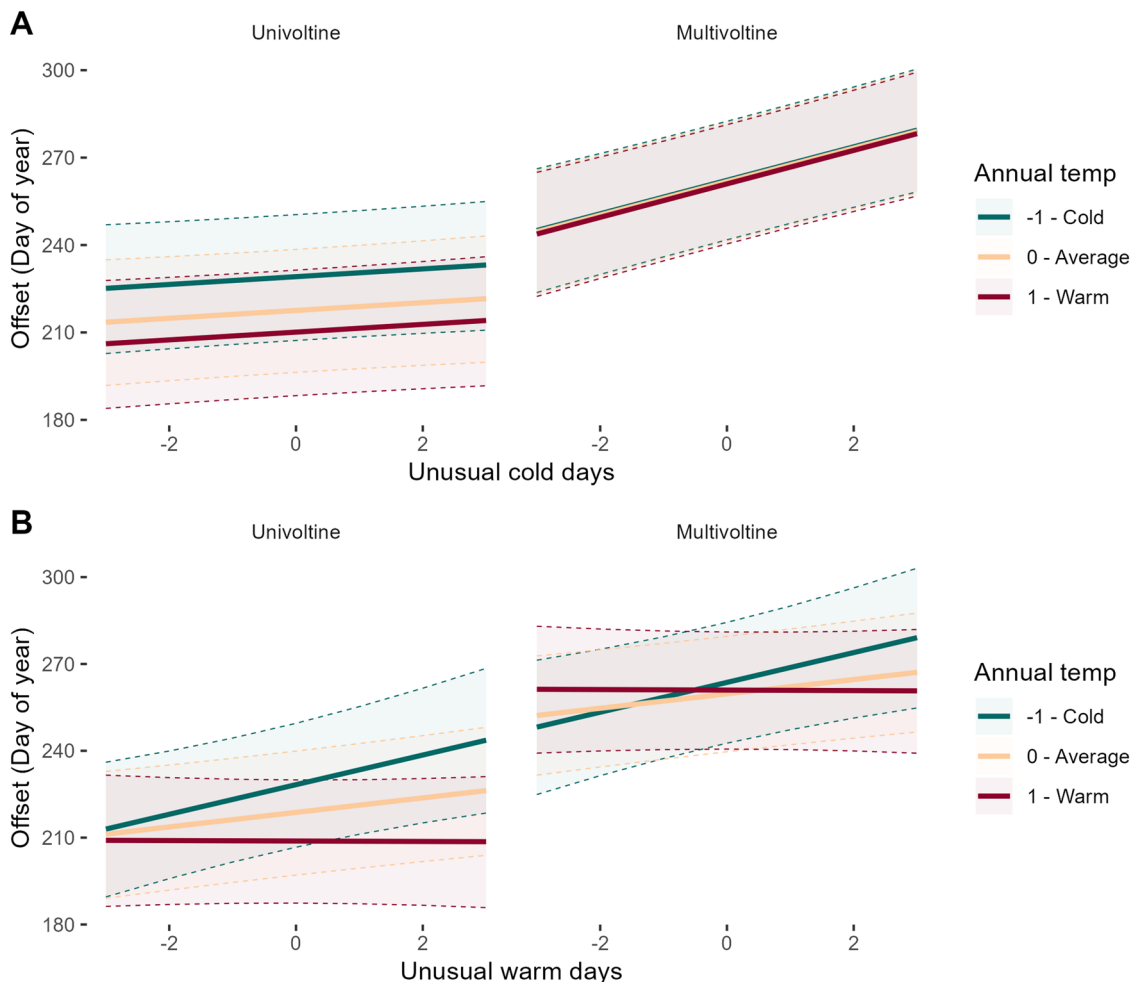 A
Univoltine Multivoltine
Offset (Day of year)
300
270
240
210
180
-2 0 2 -2 0 2
Unusual cold days
Annual temp
-1 - Cold
0 - Average
1 - Warm
B
Univoltine Multivoltine
Offset (Day of year)
300
270
240
210
180
-2 0 2 -2 0 2
Unusual warm days
Annual temp
-1 - Cold
0 - Average
1 - Warm